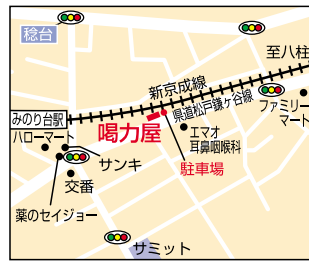 稔台
至八柱
新京成線
県道松戸鎌ヶ谷線
ファミリー
マート
みのり台駅
ハローマート
喝力屋
エマオ
耳鼻咽喉科
サンキ
駐車場
交番
薬のセイジョー
サミット